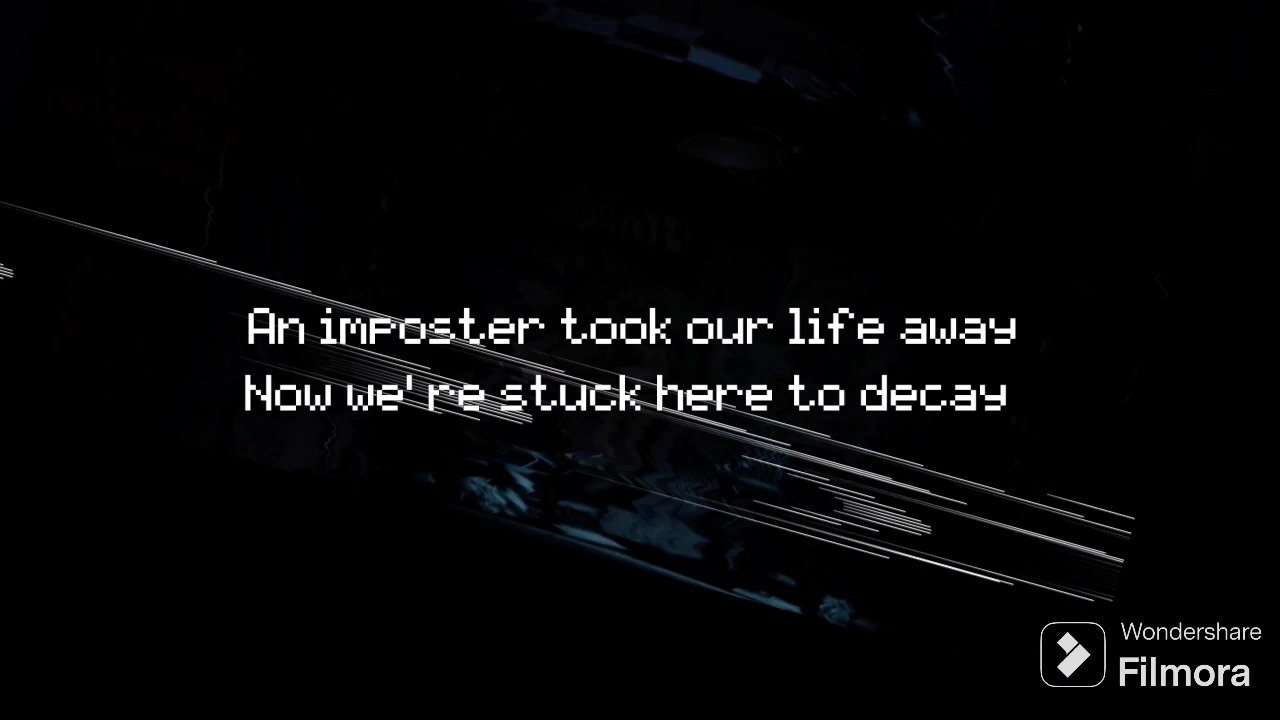 An imposter took our life away
Now we're stuck here to decay
Wondershare
Filmora